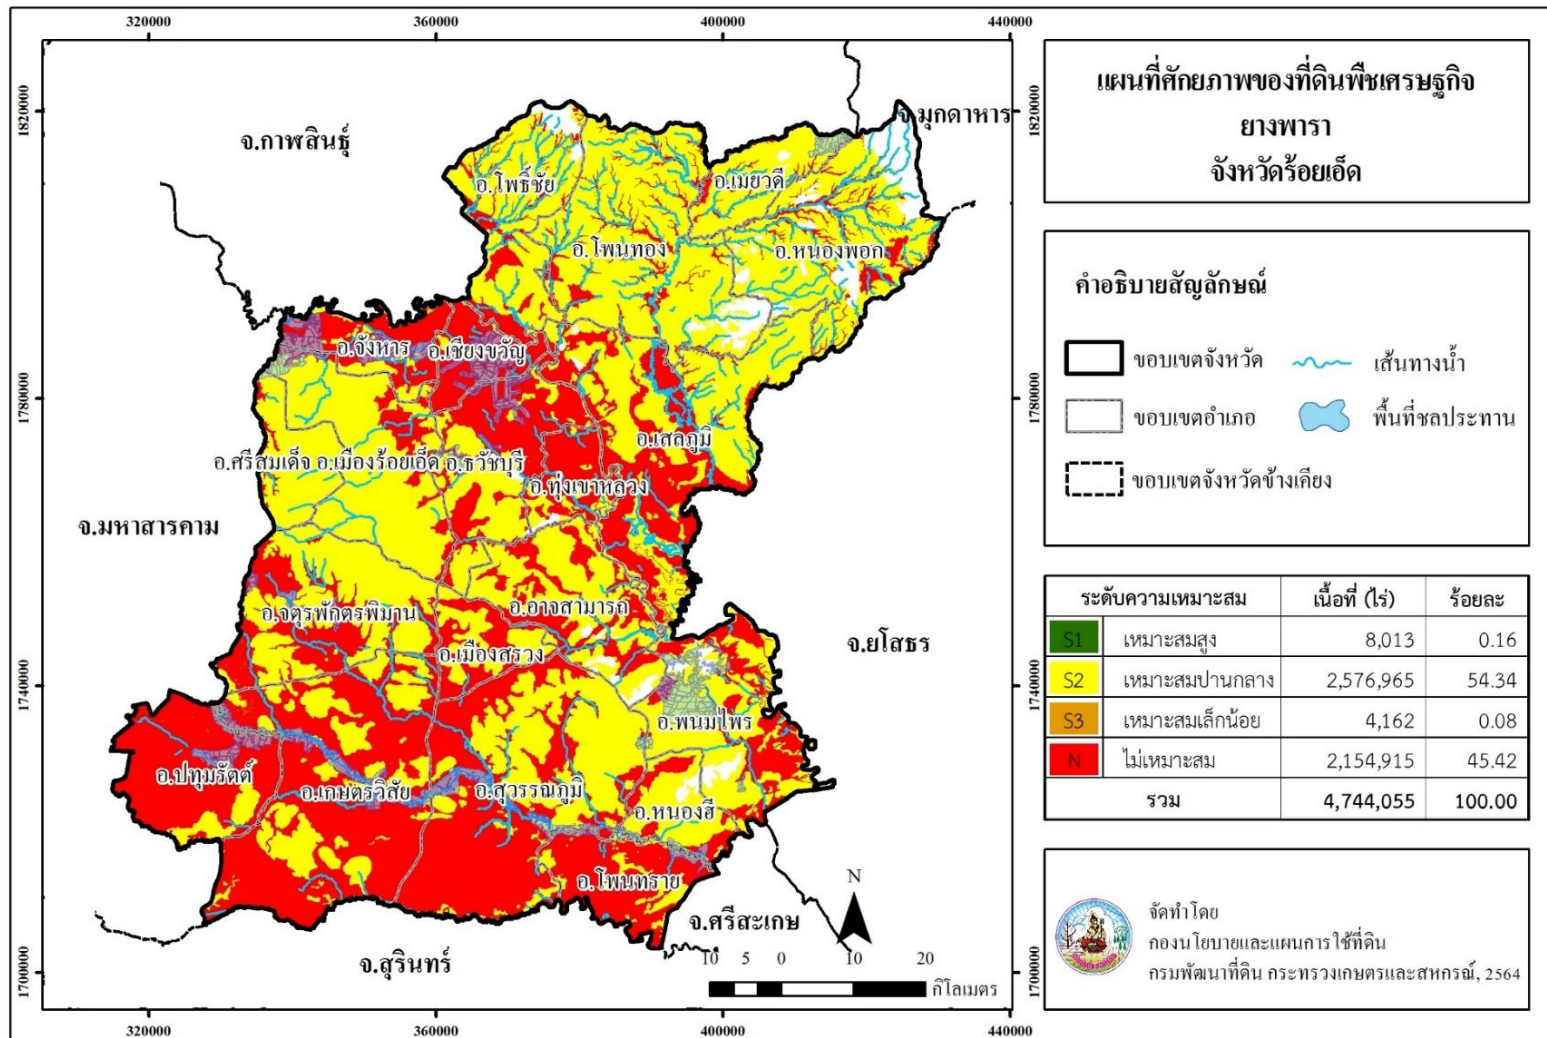 320000 360000 400000 440000
1820000
1780000
1740000
1700000
จ.กาฬสินธุ์
จ.มุกดาหาร
อ.โพธิ์ชัย
อ.เมยวดี
อ.โพนทอง
อ.หนองพอก
อ.จังหาร
อ.เชียงขวัญ
อ.เสลภูมิ
อ.ศรีสมเด็จ
อ.เมืองร้อยเอ็ด
อ.ธวัชบุรี
อ.ทุ่งเขาหลวง
จ.มหาสารคาม
อ.จตุรพักตรพิมาน
อ.อาจสามารถ
อ.เมืองสรวง
จ.ยโสธร
อ.พนมไพร
อ.ปทุมรัตต์
อ.เกษตรวิสัย
อ.สุวรรณภูมิ
อ.หนองฮี
อ.โพนทราย
จ.ศรีสะเกษ
จ.สุรินทร์
N
10 5 0 10 20
กิโลเมตร
320000 360000 400000 440000
1820000
1780000
1740000
1700000
แผนที่ศักยภาพของที่ดินพืชเศรษฐกิจ
ยางพารา
จังหวัดร้อยเอ็ด
คำอธิบายสัญลักษณ์
ขอบเขตจังหวัด เส้นทางน้ำ
ขอบเขตอำเภอ พื้นที่ชลประทาน
ขอบเขตจังหวัดข้างเคียง
ระดับความเหมาะสม เนื้อที่ (ไร่) ร้อยละ
S1 เหมาะสมสูง 8,013 0.16
S2 เหมาะสมปานกลาง 2,576,965 54.34
S3 เหมาะสมเล็กน้อย 4,162 0.08
N ไม่เหมาะสม 2,154,915 45.42
รวม 4,744,055 100.00
จัดทำโดย
กองนโยบายและแผนการใช้ที่ดิน
กรมพัฒนาที่ดิน กระทรวงเกษตรและสหกรณ์, 2564